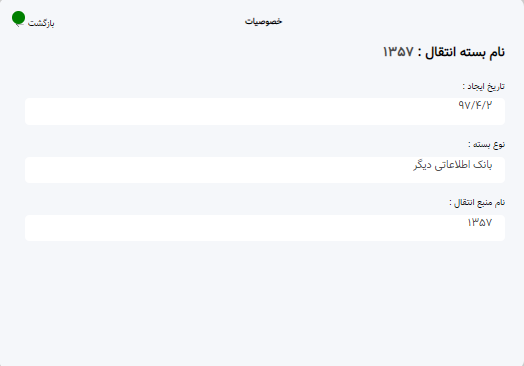 خصوصیات
بازگشت
نام بسته انتقال : ۱۳۵۷
تاریخ ایجاد :
۹۷/۴/۲
نوع بسته :
بانک اطلاعاتی دیگر
نام منبع انتقال :
۱۳۵۷